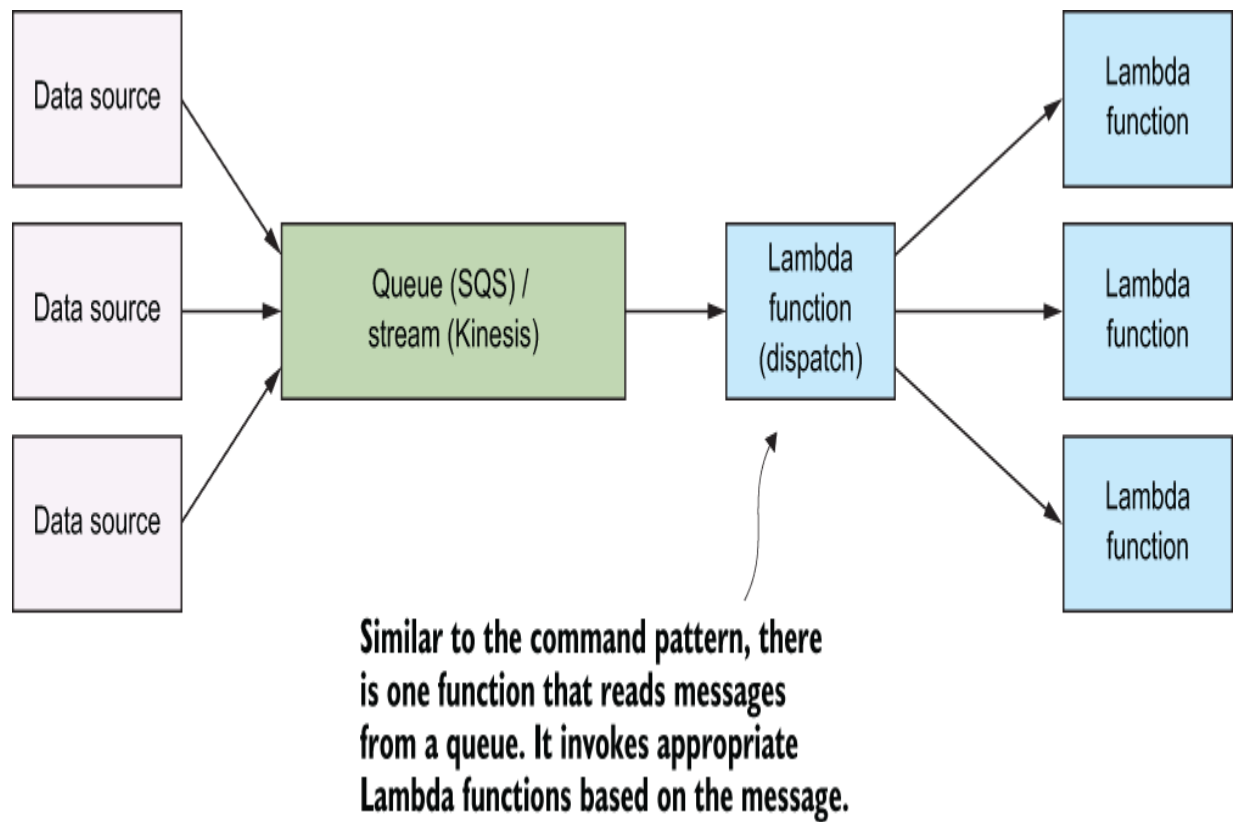 Data source
Data source
Data source
Queue (SQS) /
stream (Kinesis)
Lambda
function
(dispatch)
Lambda
function
Lambda
function
Lambda
function
Similar to the command pattern, there
is one function that reads messages
from a queue. It invokes appropriate
Lambda functions based on the message.